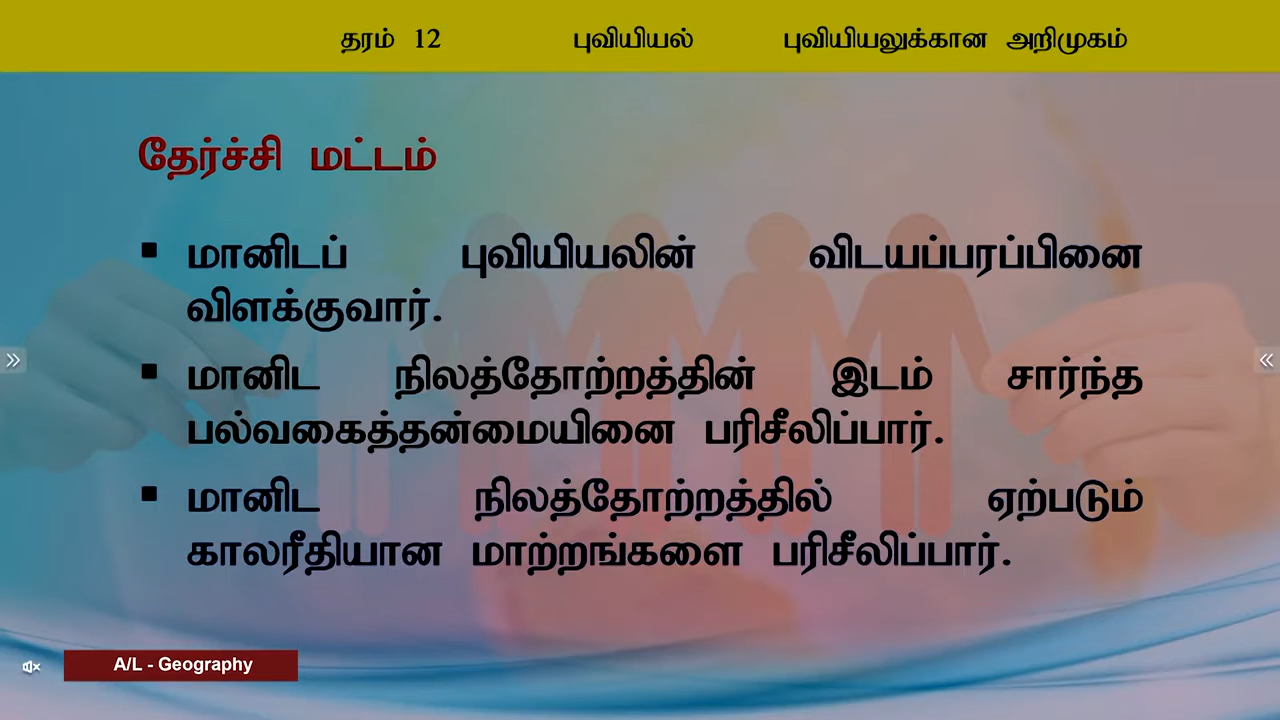 தரம் 12 புவியியல் புவியியலுக்கான அறிமுகம்
தேர்ச்சி மட்டம்
▪ மானிடப் புவியியலின் விடயப்பரப்பினை
விளக்குவார்.
▪ மானிட நிலத்தோற்றத்தின் இடம் சார்ந்த
பல்வகைத்தன்மையினை பரிசீலிப்பார்.
▪ மானிட நிலத்தோற்றத்தில் ஏற்படும்
காலரீதியான மாற்றங்களை பரிசீலிப்பார்.
A/L - Geography